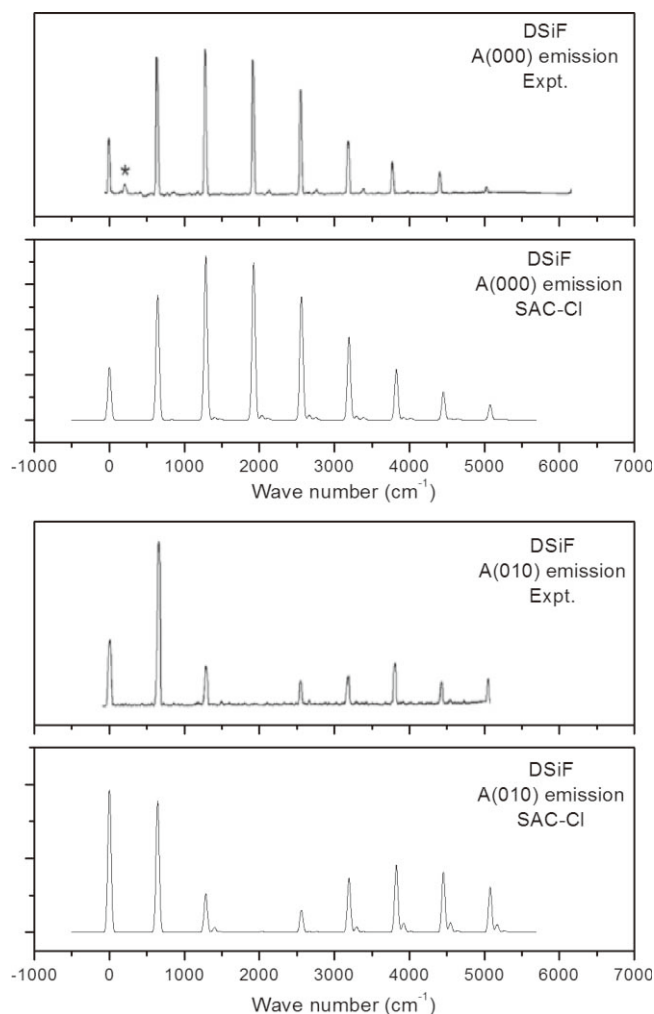 DSiF
A(000) emission
Expt.
*
DSiF
A(000) emission
SAC-CI
-1000 0 1000 2000 3000 4000 5000 6000 7000
Wave number (cm⁻¹)
DSiF
A(010) emission
Expt.
DSiF
A(010) emission
SAC-CI
-1000 0 1000 2000 3000 4000 5000 6000 7000
Wave number (cm⁻¹)